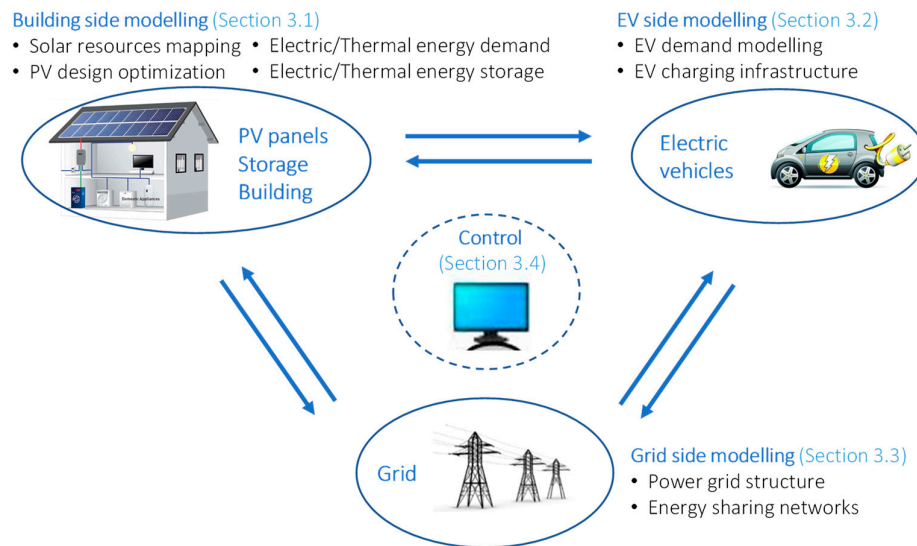 Building side modelling (Section 3.1)
• Solar resources mapping • Electric/Thermal energy demand
• PV design optimization • Electric/Thermal energy storage
EV side modelling (Section 3.2)
• EV demand modelling
• EV charging infrastructure
PV panels
Storage
Building
Domestic Appliances
Electric
vehicles
Control
(Section 3.4)
Grid
Grid side modelling (Section 3.3)
• Power grid structure
• Energy sharing networks